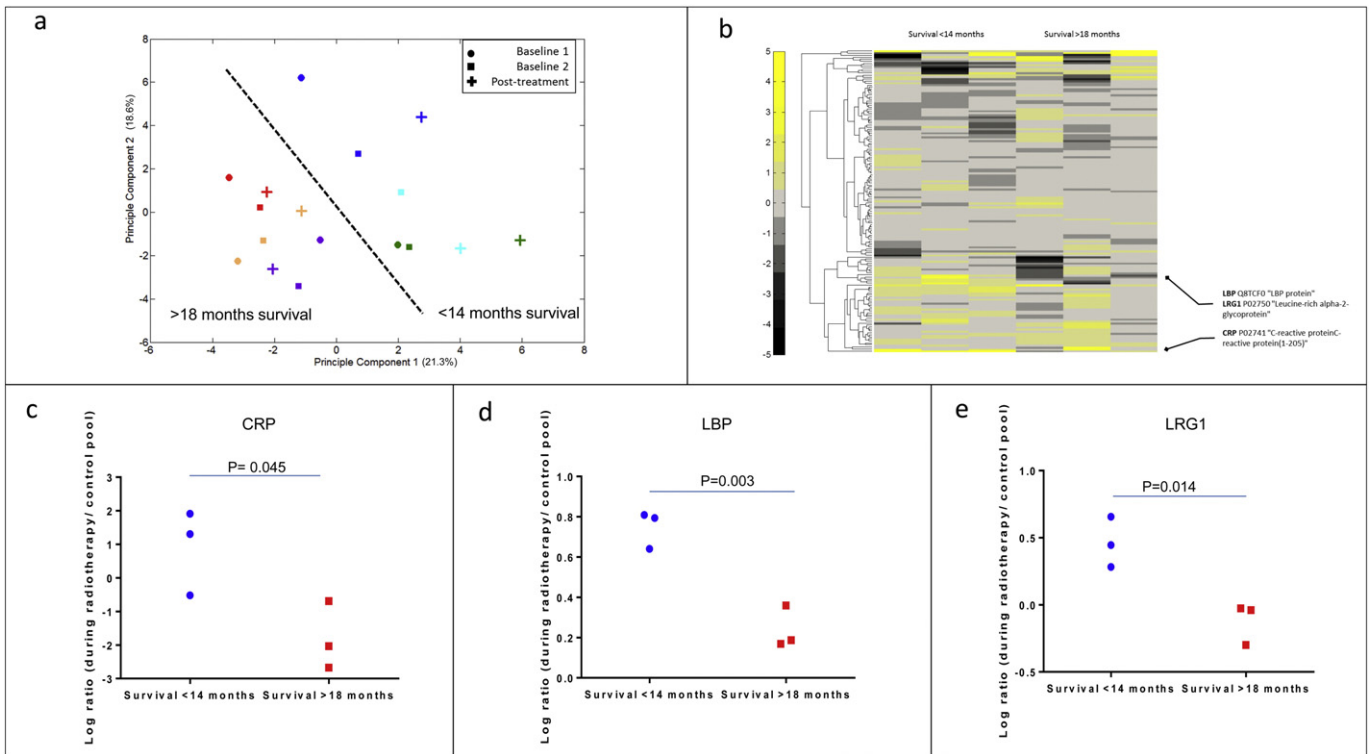 a
8
6
4
2
0
-2
-4
-6
-6
-4
-2
0
2
4
6
8
Principle Component 2 (18.6%)
Principle Component 1 (21.3%)
Baseline 1
Baseline 2
Post-treatment
>18 months survival
<14 months survival
b
Survival <14 months
Survival >18 months
5
4
3
2
1
0
-1
-2
-3
-4
-5
LBP Q8TCF0 "LBP protein"
LRG1 P02750 "Leucine-rich alpha-2-
glycoprotein"
CRP P02741 "C-reactive proteinC-
reactive protein(1-205)"
c
CRP
P= 0.045
Log ratio (during radiotherapy/ control pool)
3
2
1
0
-1
-2
-3
Survival <14 months
Survival >18 months
d
LBP
P=0.003
Log ratio (during radiotherapy/ control pool)
1.0
0.8
0.6
0.4
0.2
0.0
Survival <14 months
Survival >18 months
e
LRG1
P=0.014
Log ratio (during radiotherapy/ control pool)
1.0
0.5
0.0
-0.5
Survival <14 months
Survival >18 months